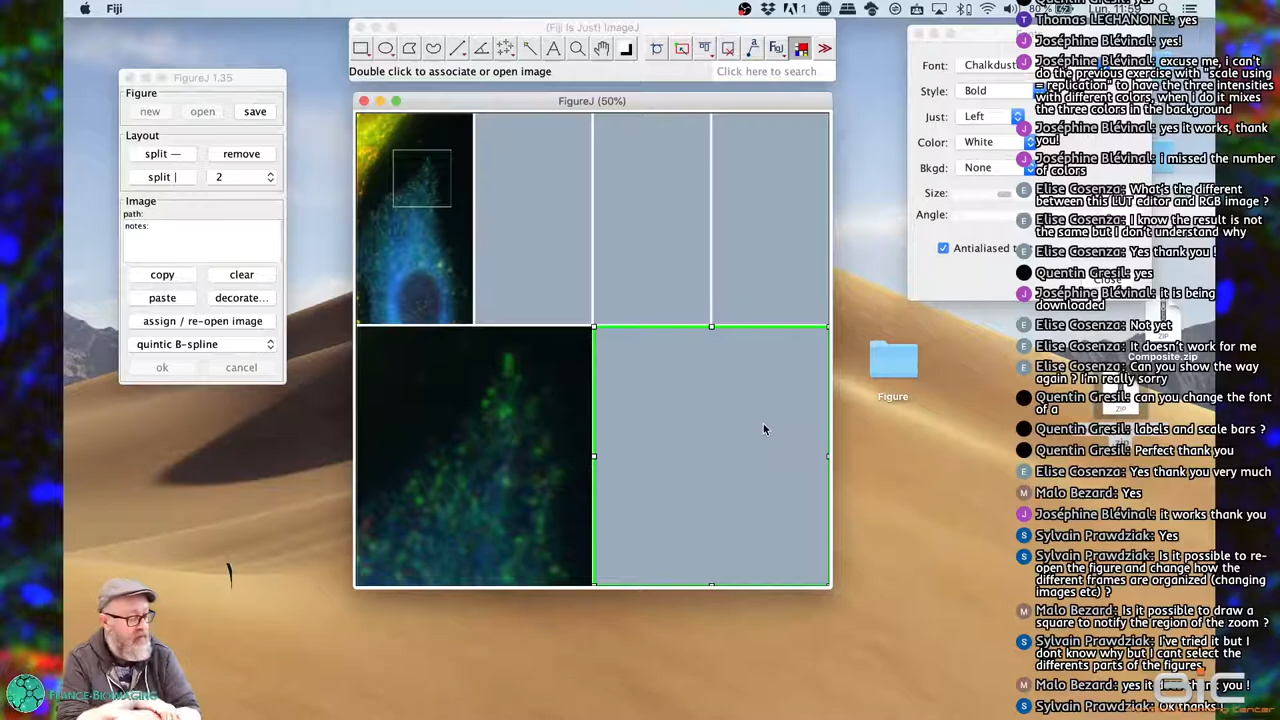 Fiji
1
80 %
Lun. 11:59
(Fiji Is Just) ImageJ
Double click to associate or open image
Click here to search
FigureJ 1.35
Figure
new
open
save
Layout
split —
remove
split |
2
Image
path:
notes:
copy
clear
paste
decorate...
assign / re-open image
quintic B-spline
ok
cancel
FigureJ (50%)
Font:
Chalkdust
Style:
Bold
Just:
Left
Color:
White
Bkgd:
None
Size:
Angle:
Antialiased
Close
Figure
Composite.zip
ZIP
zip
Quentin Gresil: yes
Thomas LECHANOINE: yes
Joséphine Blévinal: yes!
Joséphine Blévinal: excuse me, i can't
do the previous exercise with "scale using
= replication" to have the three intensities
with different colors, when i do it mixes
the three colors in the background
Joséphine Blévinal: yes it works, thank
you!
Joséphine Blévinal: i missed the number
of colors
Elise Cosenza: What's the different
between this LUT editor and RGB image ?
Elise Cosenza: I know the result is not
the same but I don't understand why
Elise Cosenza: Yes thank you !
Quentin Gresil: yes
Joséphine Blévinal: it is being
downloaded
Elise Cosenza: Not yet
Elise Cosenza: It doesn't work for me
Elise Cosenza: Can you show the way
again ? I'm really sorry
Quentin Gresil: can you change the font
of a
Quentin Gresil: labels and scale bars ?
Quentin Gresil: Perfect thank you
Elise Cosenza: Yes thank you very much
Malo Bezard: Yes
Joséphine Blévinal: it works thank you
Sylvain Prawdziak: Yes
Sylvain Prawdziak: Is it possible to re-
open the figure and change how the
different frames are organized (changing
images etc) ?
Malo Bezard: Is it possible to draw a
square to notify the region of the zoom ?
Sylvain Prawdziak: I've tried it but I
dont know why but I cant select the
differents parts of the figures
Malo Bezard: yes it you !
Sylvain Prawdziak: Ok thanks !
FRANCE-BIOIMAGING
BIC